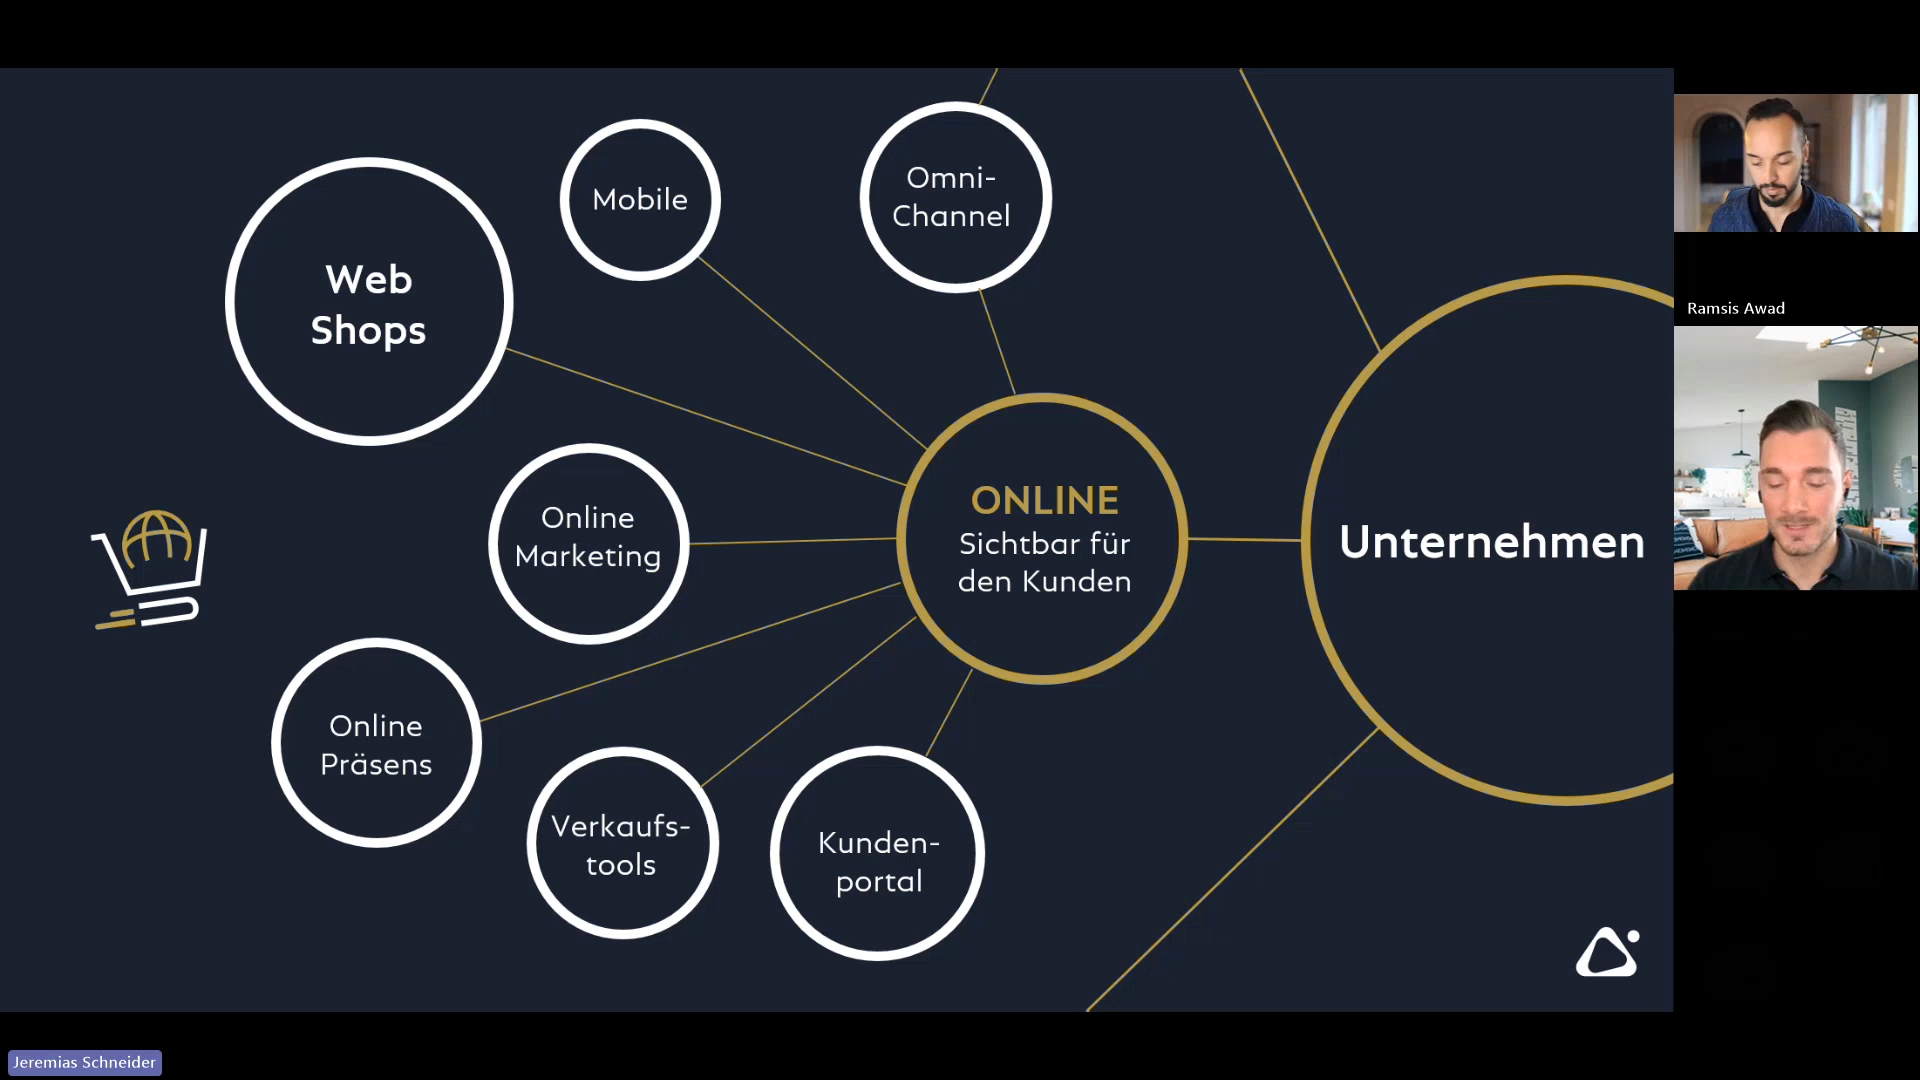 Mobile
Omni-
Channel
Web
Shops
Online
Marketing
ONLINE
Sichtbar für
den Kunden
Unternehmen
Online
Präsens
Verkaufs-
tools
Kunden-
portal
Ramsis Awad
Jeremias Schneider